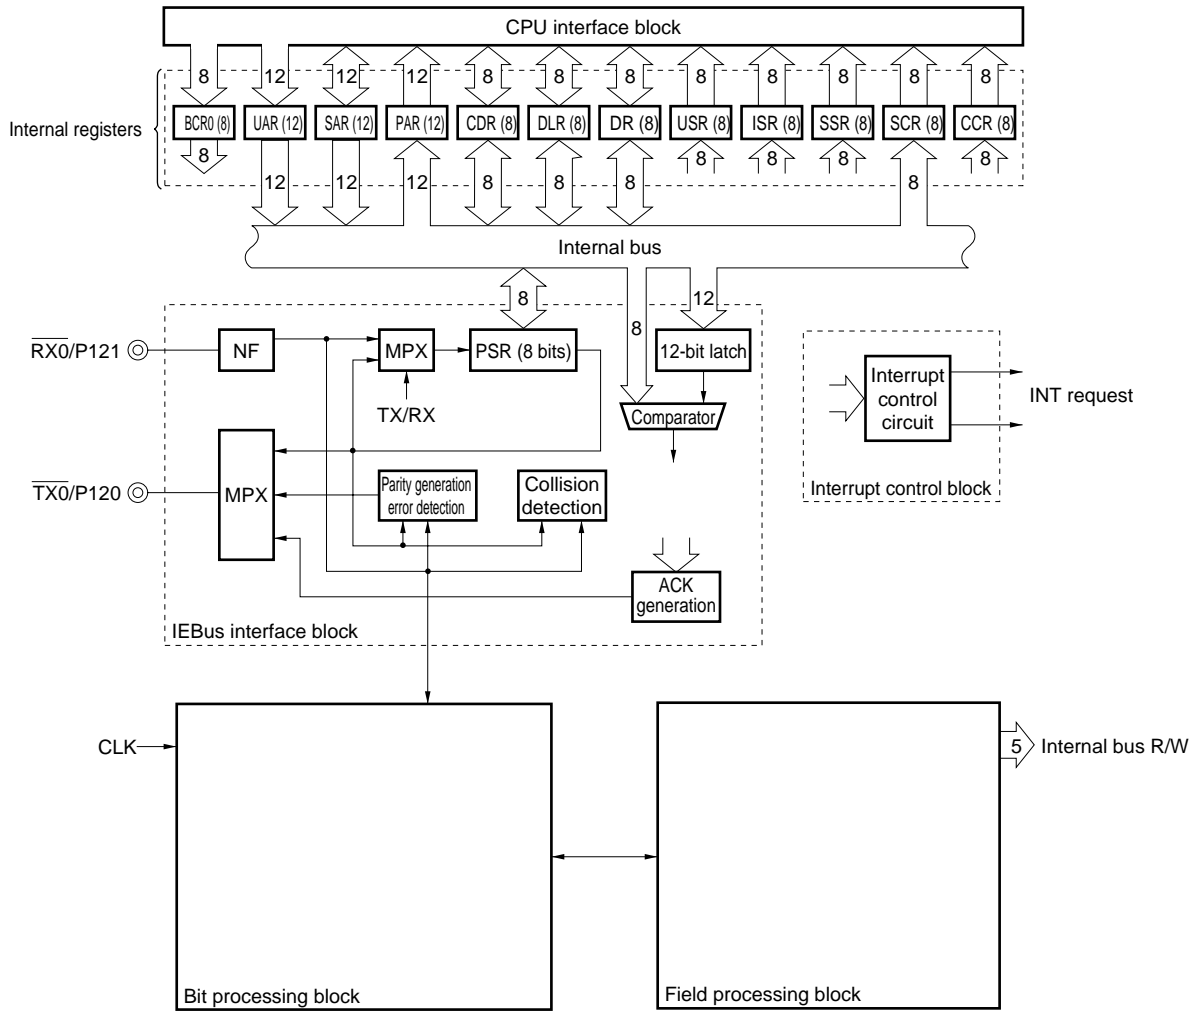 CPU interface block
8 12 12 12 8 8 8 8 8 8 8 8
Internal registers
BCR0 (8) UAR (12) SAR (12) PAR (12) CDR (8) DLR (8) DR (8) USR (8) ISR (8) SSR (8) SCR (8) CCR (8)
8 8 8 8 8
12 12 12 8 8 8 8
Internal bus
8 12
8
RX0/P121
NF
MPX
PSR (8 bits)
12-bit latch
TX/RX
Comparator
Interrupt
control
circuit
INT request
Interrupt control block
TX0/P120
MPX
Parity generation
error detection
Collision
detection
ACK
generation
IEBus interface block
CLK
5
Internal bus R/W
Bit processing block
Field processing block